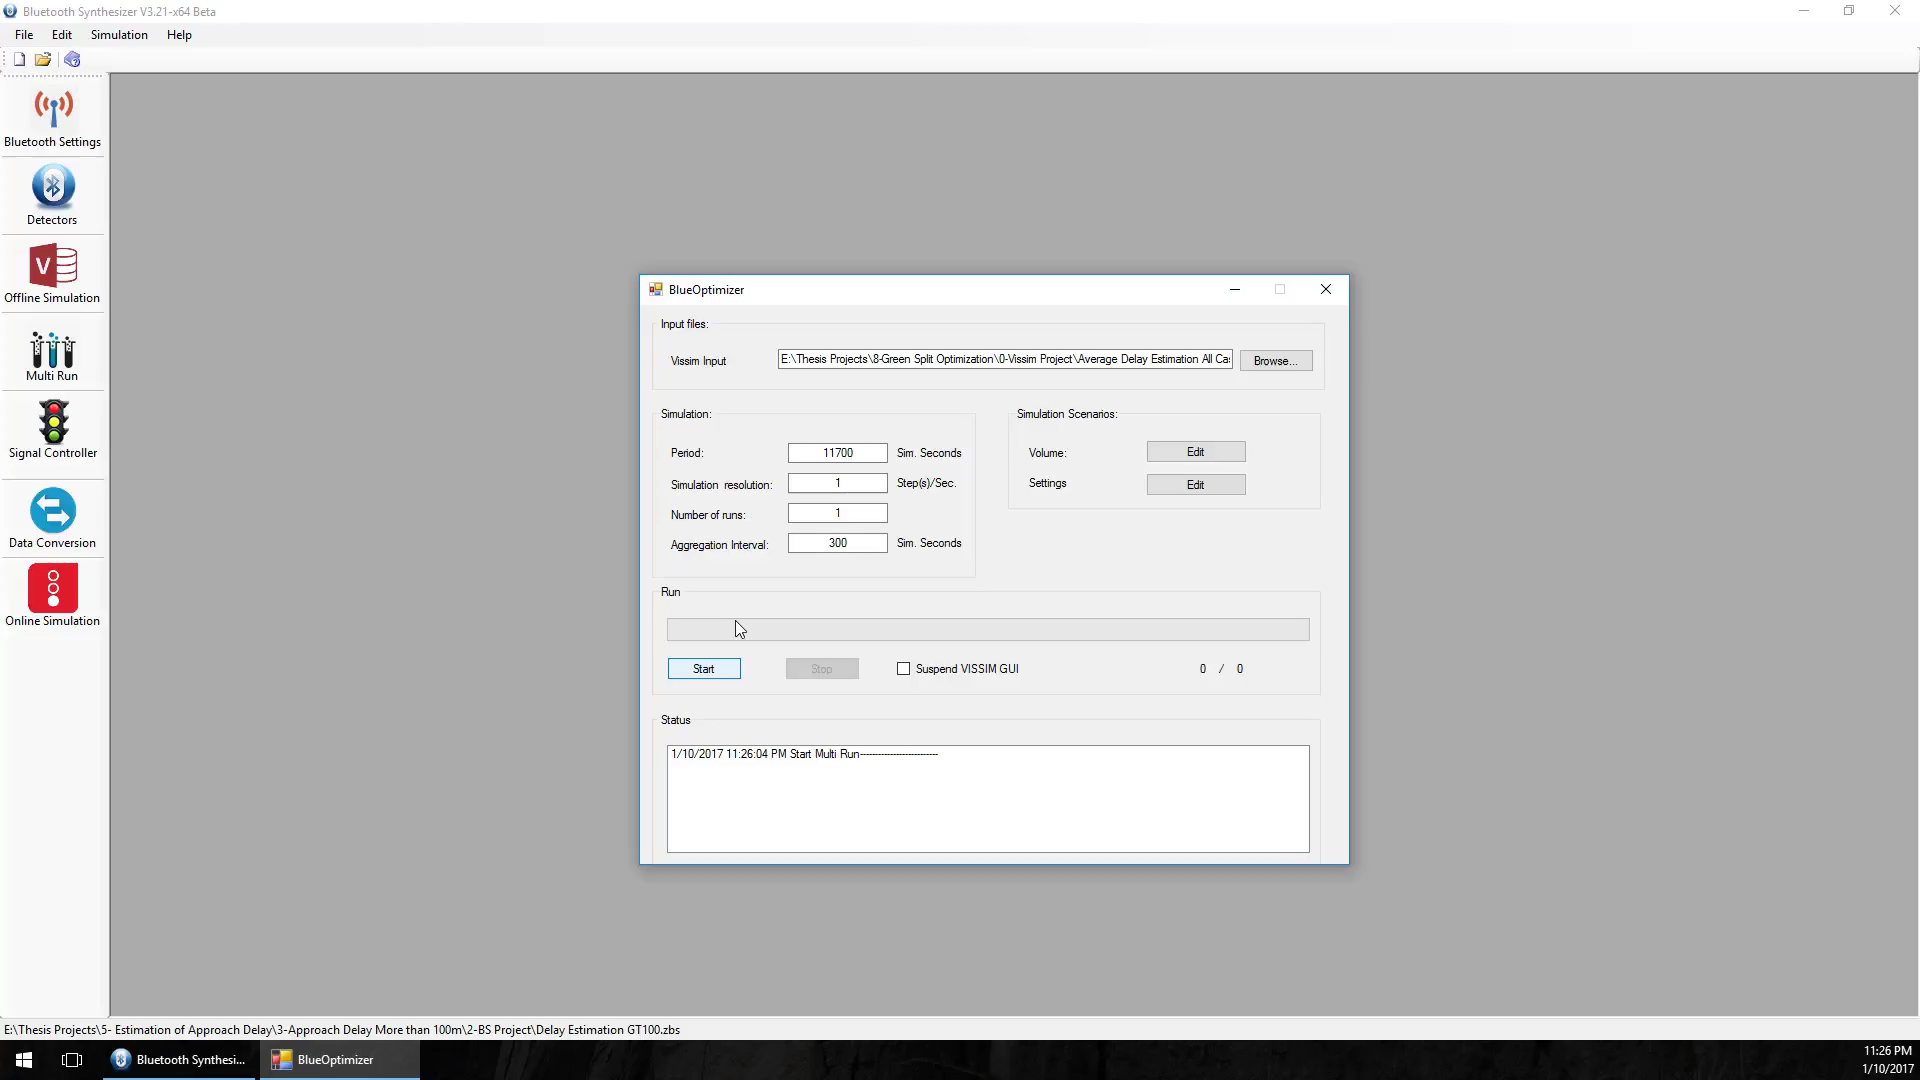 Bluetooth Synthesizer V3.21-x64 Beta
File Edit Simulation Help
Bluetooth Settings
Detectors
Offline Simulation
Multi Run
Signal Controller
Data Conversion
Online Simulation
BlueOptimizer
Input files:
Vissim Input E:\Thesis Projects\8-Green Split Optimization\0-Vissim Project\Average Delay Estimation All Ca Browse...
Simulation:
Period: 11700 Sim. Seconds
Simulation resolution: 1 Step(s)/Sec.
Number of runs: 1
Aggregation Interval: 300 Sim. Seconds
Simulation Scenarios:
Volume: Edit
Settings Edit
Run
Start Stop Suspend VISSIM GUI 0 / 0
Status
1/10/2017 11:26:04 PM Start Multi Run--------------------------
E:\Thesis Projects\5- Estimation of Approach Delay\3-Approach Delay More than 100m\2-BS Project\Delay Estimation GT100.zbs
Bluetooth Synthesi... BlueOptimizer
11:26 PM
1/10/2017